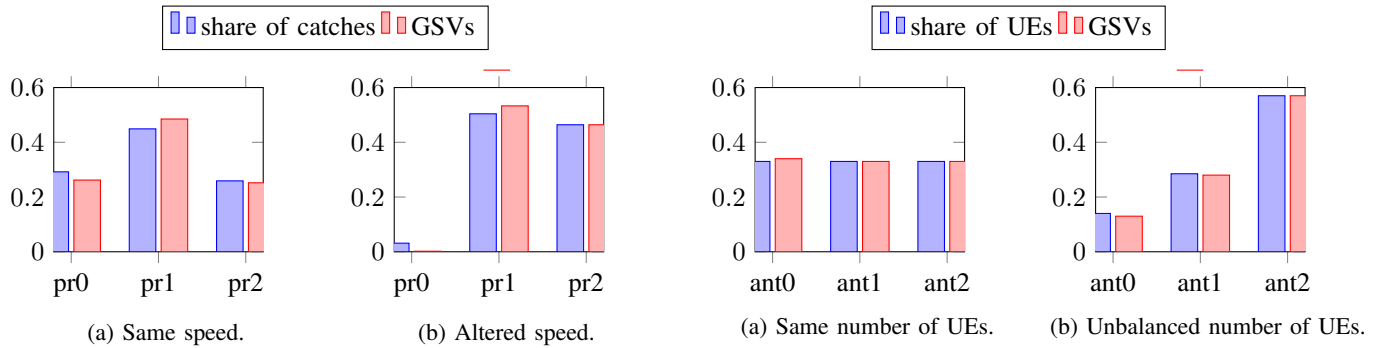 share of catches GSVs
0.6
0.4
0.2
0
pr0 pr1 pr2
(a) Same speed.
0.6
0.4
0.2
0
pr0 pr1 pr2
(b) Altered speed.
share of UEs GSVs
0.6
0.4
0.2
0
ant0 ant1 ant2
(a) Same number of UEs.
0.6
0.4
0.2
0
ant0 ant1 ant2
(b) Unbalanced number of UEs.